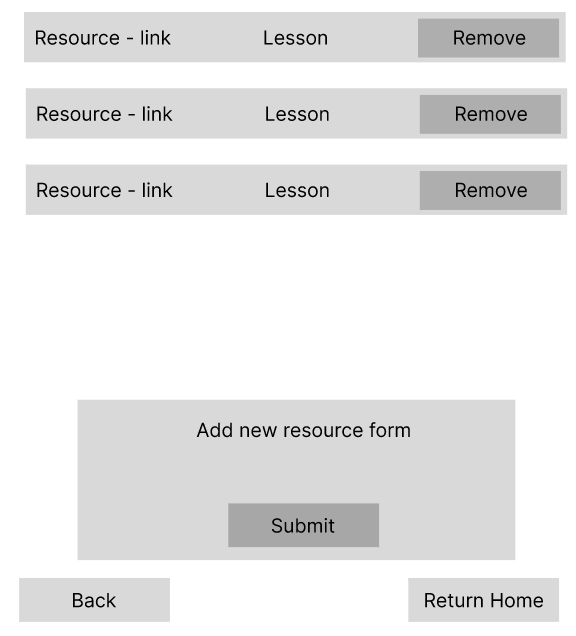 Resource - link Lesson Remove
Resource - link Lesson Remove
Resource - link Lesson Remove
Add new resource form
Submit
Back Return Home